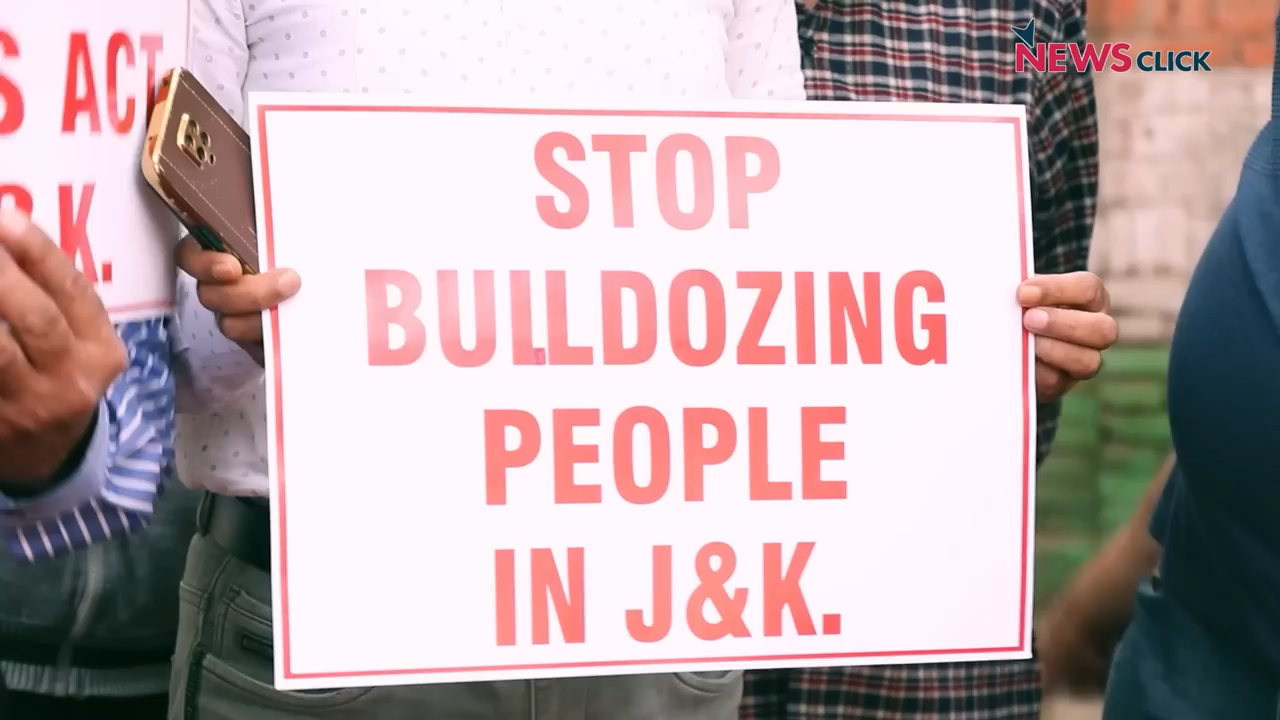 NEWSCLICK
S ACT
K.
STOP
BULLDOZING
PEOPLE
IN J&K.